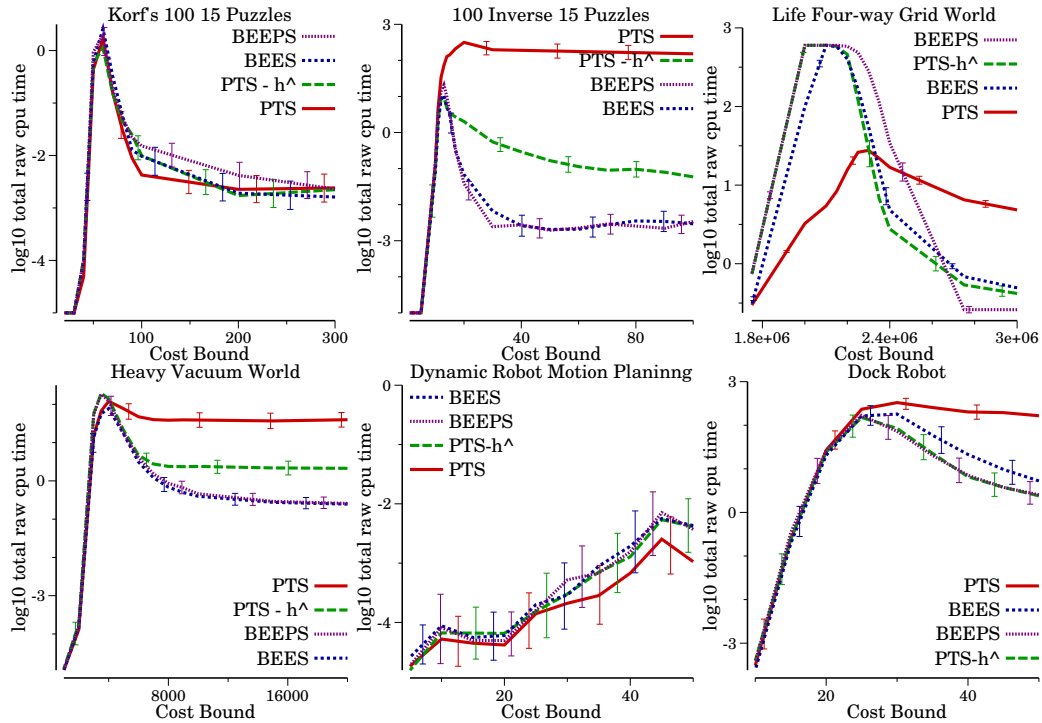 Korf's 100 15 Puzzles
log10 total raw cpu time
0
-2
-4
BEEPS
BEES
PTS - h^
PTS
100
200
300
Cost Bound
100 Inverse 15 Puzzles
log10 total raw cpu time
3
0
-3
PTS
PTS - h^
BEEPS
BEES
40
80
Cost Bound
Life Four-way Grid World
log10 total raw cpu time
3
2
1
0
BEEPS
PTS-h^
BEES
PTS
1.8e+06
2.4e+06
3e+06
Cost Bound
Heavy Vacuum World
log10 total raw cpu time
0
-3
PTS
PTS - h^
BEEPS
BEES
8000
16000
Cost Bound
Dynamic Robot Motion Planinng
log10 total raw cpu time
0
-2
-4
BEES
BEEPS
PTS-h^
PTS
20
40
Cost Bound
Dock Robot
log10 total raw cpu time
3
0
-3
PTS
BEES
BEEPS
PTS-h^
20
40
Cost Bound